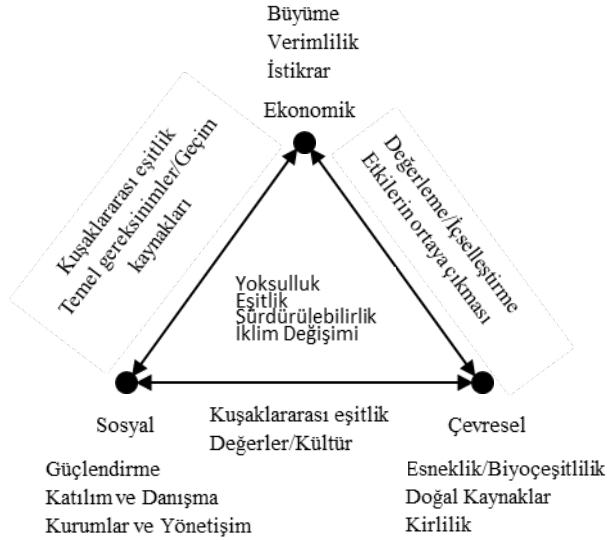 Büyüme
Verimlilik
İstikrar
Ekonomik
Kuşaklararası eşitlik
Temel gereksinimler/Geçim
kaynakları
Değerleme/İçselleştirme
Etkilerin ortaya çıkması
Yoksulluk
Eşitlik
Sürdürülebilirlik
İklim Değişimi
Sosyal
Kuşaklararası eşitlik
Değerler/Kültür
Çevresel
Güçlendirme
Katılım ve Danışma
Kurumlar ve Yönetişim
Esneklik/Biyoçeşitlilik
Doğal Kaynaklar
Kirlilik